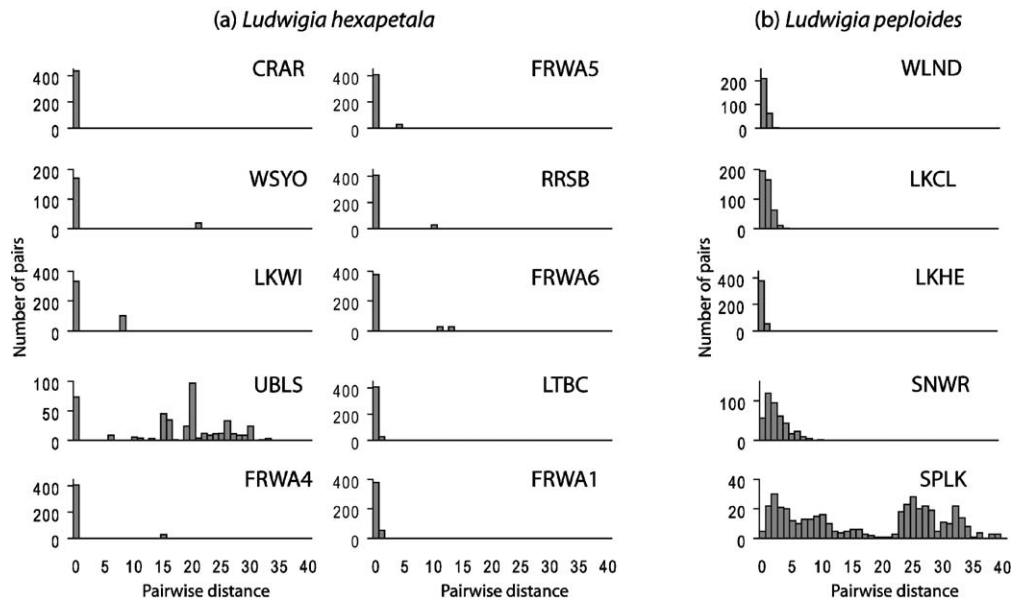 (a) Ludwigia hexapetala
(b) Ludwigia peploides
Number of pairs
CRAR
400
200
0
WSYO
200
100
0
LKWI
400
200
0
UBLS
100
50
0
FRWA4
400
200
0
0 5 10 15 20 25 30 35 40
Pairwise distance
FRWA5
400
200
0
RRSB
400
200
0
FRWA6
400
200
0
LTBC
400
200
0
FRWA1
400
200
0
0 5 10 15 20 25 30 35 40
Pairwise distance
Number of pairs
WLND
200
100
0
LKCL
200
100
0
LKHE
400
200
0
SNWR
100
0
SPLK
40
20
0
0 5 10 15 20 25 30 35 40
Pairwise distance